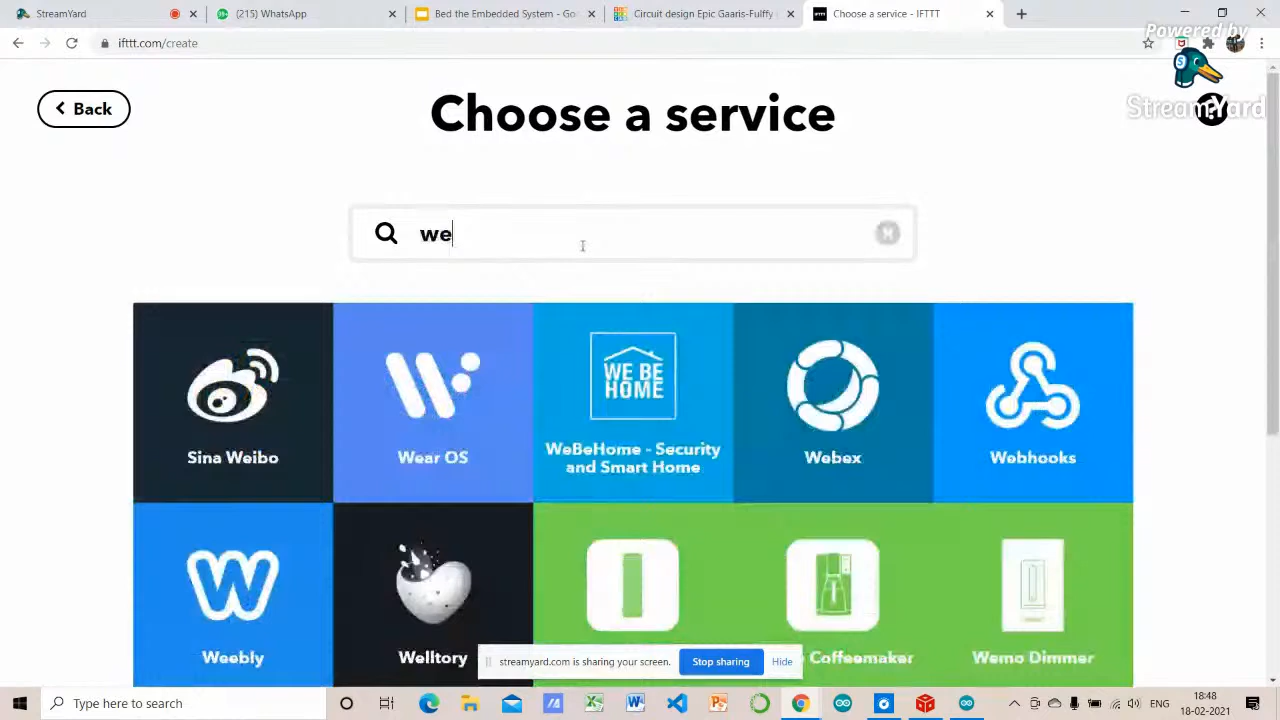 StreamYard
(215) WhatsApp
Bed the Embedded System Go
Circuit design Epic Gams-Fulffy
Choose a service - IFTTT
ifttt.com/create
Powered by
StreamYard
Back
Choose a service
we
WE BE
HOME
Sina Weibo
Wear OS
WeBeHome - Security
and Smart Home
Webex
Webhooks
Weebly
Welltory
Coffeemaker
Wemo Dimmer
streamyard.com is sharing your screen.
Stop sharing
Hide
Type here to search
ENG
18:48
18-02-2021